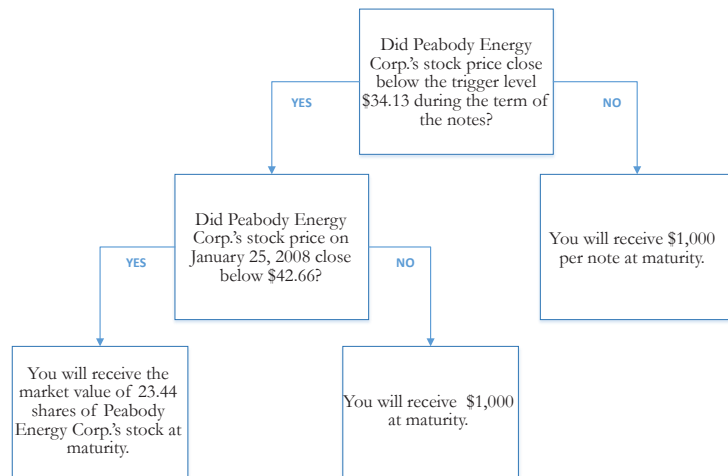 Did Peabody Energy
Corp.'s stock price close
below the trigger level
$34.13 during the term of
the notes?
YES
NO
Did Peabody Energy
Corp.'s stock price on
January 25, 2008 close
below $42.66?
You will receive $1,000
per note at maturity.
YES
NO
You will receive the
market value of 23.44
shares of Peabody
Energy Corp.'s stock at
maturity.
You will receive $1,000
at maturity.